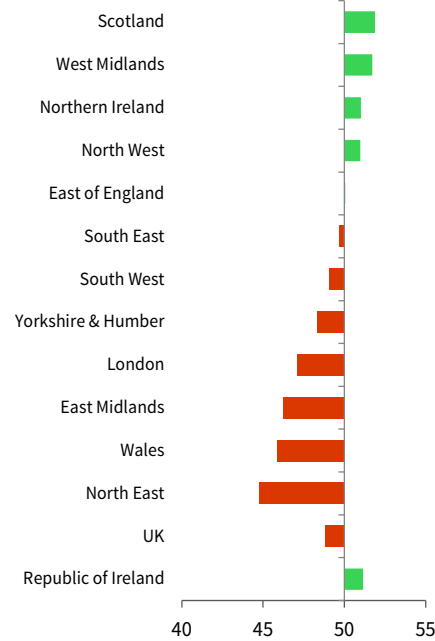 Scotland
West Midlands
Northern Ireland
North West
East of England
South East
South West
Yorkshire & Humber
London
East Midlands
Wales
North East
UK
Republic of Ireland
40 45 50 55